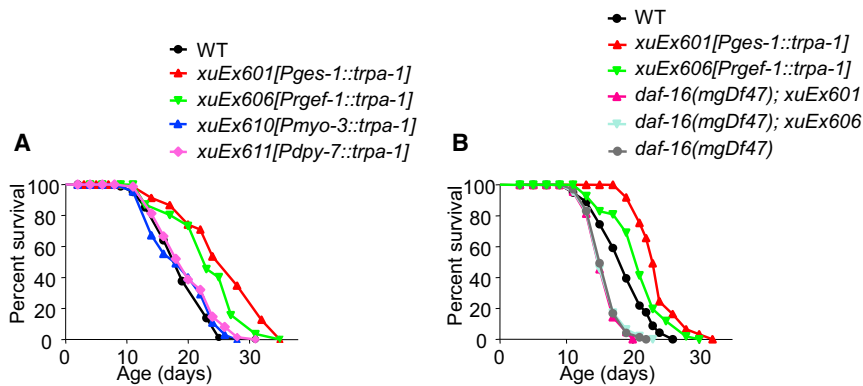 A
WT
xuEx601[Pges-1::trpa-1]
xuEx606[Prgef-1::trpa-1]
xuEx610[Pmyo-3::trpa-1]
xuEx611[Pdpy-7::trpa-1]
Percent survival
100
80
60
40
20
0
0 10 20 30
Age (days)
B
WT
xuEx601[Pges-1::trpa-1]
xuEx606[Prgef-1::trpa-1]
daf-16(mgDf47); xuEx601
daf-16(mgDf47); xuEx606
daf-16(mgDf47)
Percent survival
100
80
60
40
20
0
0 10 20 30
Age (days)